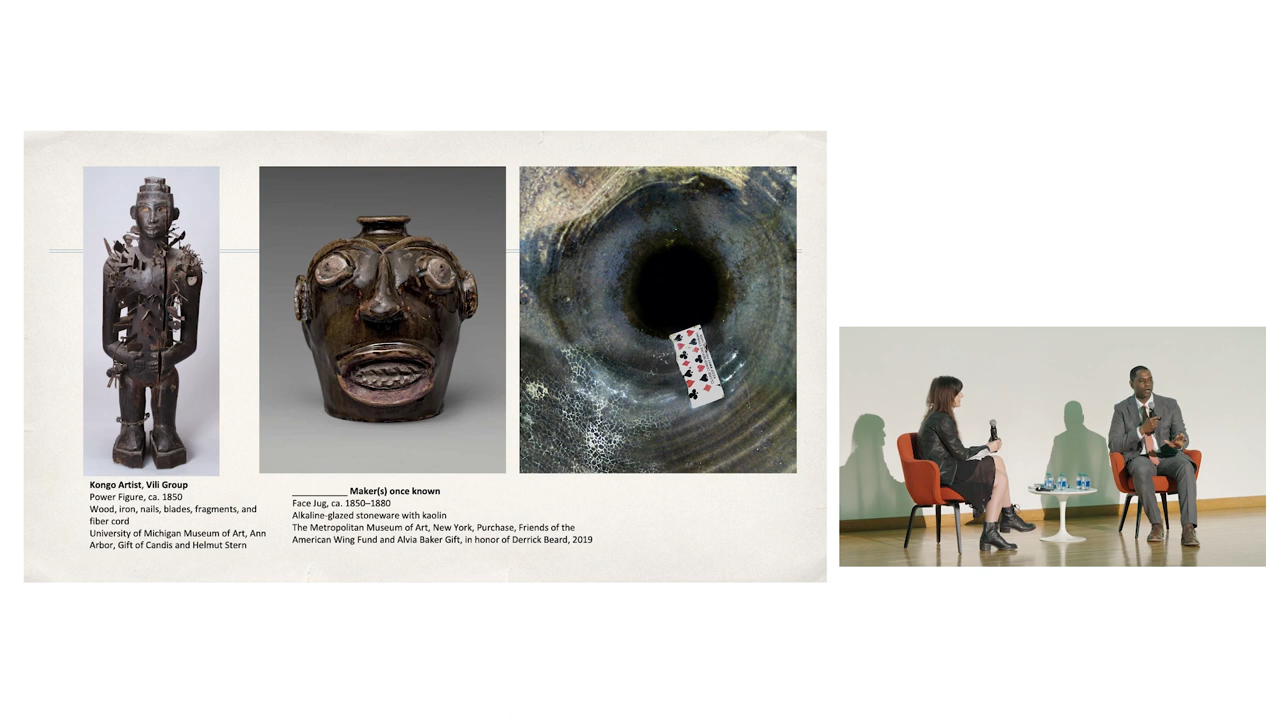 Kongo Artist, Vili Group
Power Figure, ca. 1850
Wood, iron, nails, blades, fragments, and
fiber cord
University of Michigan Museum of Art, Ann
Arbor, Gift of Candis and Helmut Stern
___________ Maker(s) once known
Face Jug, ca. 1850–1880
Alkaline-glazed stoneware with kaolin
The Metropolitan Museum of Art, New York, Purchase, Friends of the
American Wing Fund and Alvia Baker Gift, in honor of Derrick Beard, 2019